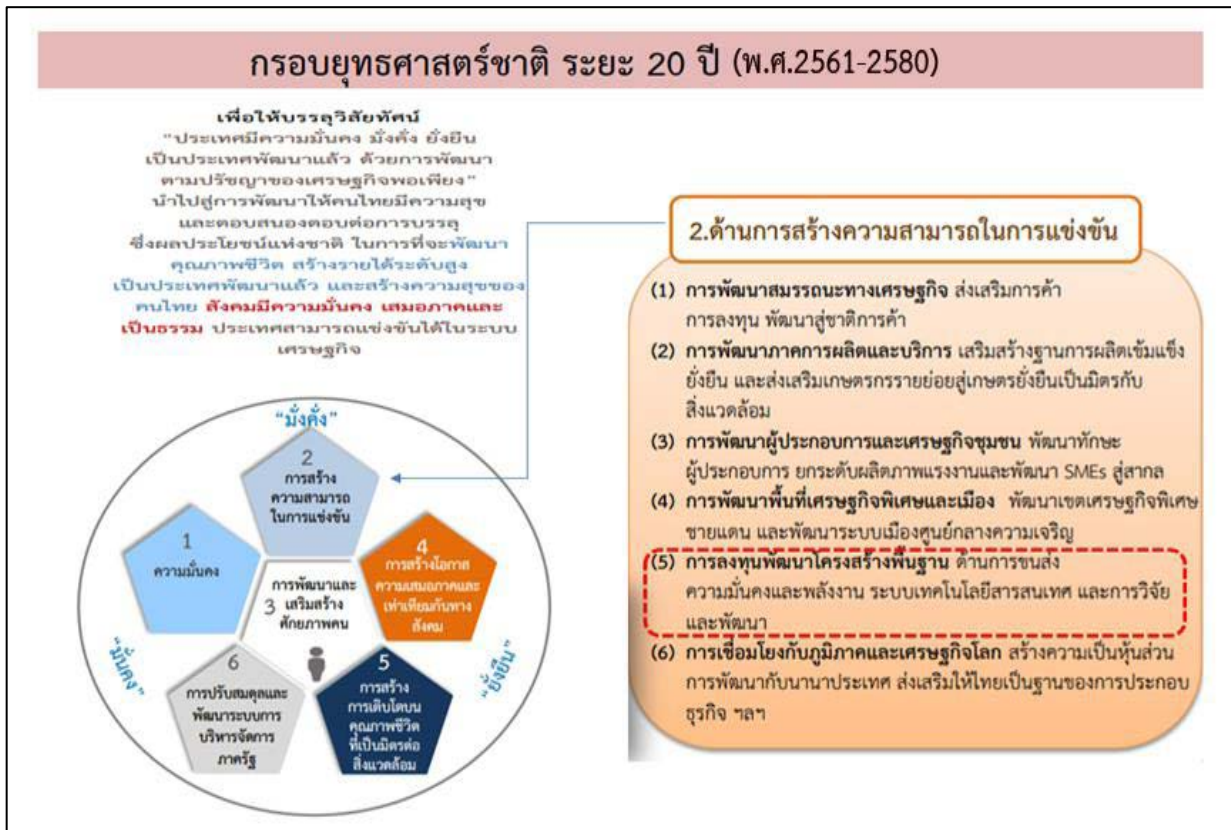 กรอบยุทธศาสตร์ชาติ ระยะ 20 ปี (พ.ศ.2561-2580)
เพื่อให้บรรลุวิสัยทัศน์
"ประเทศมีความมั่นคง มั่งคั่ง ยั่งยืน
เป็นประเทศพัฒนาแล้ว ด้วยการพัฒนา
ตามปรัชญาของเศรษฐกิจพอเพียง"
นำไปสู่การพัฒนาให้คนไทยมีความสุข
และตอบสนองตอบต่อการบรรลุ
ซึ่งผลประโยชน์แห่งชาติ ในการที่จะพัฒนา
คุณภาพชีวิต สร้างรายได้ระดับสูง
เป็นประเทศพัฒนาแล้ว และสร้างความสุขของ
คนไทย สังคมมีความมั่นคง เสมอภาคและ
เป็นธรรม ประเทศสามารถแข่งขันได้ในระบบ
เศรษฐกิจ
"มั่งคั่ง"
2
การสร้าง
ความสามารถ
ในการแข่งขัน
1
ความมั่นคง
4
การสร้างโอกาส
ความเสมอภาคและ
เท่าเทียมกันทาง
สังคม
การพัฒนาและ
3 เสริมสร้าง
ศักยภาพคน
6
การปรับสมดุลและ
พัฒนาระบบการ
บริหารจัดการ
ภาครัฐ
5
การสร้าง
การเติบโตบน
คุณภาพชีวิต
ที่เป็นมิตรต่อ
สิ่งแวดล้อม
"มั่นคง"
"ยั่งยืน"
2.ด้านการสร้างความสามารถในการแข่งขัน
(1) การพัฒนาสมรรถนะทางเศรษฐกิจ ส่งเสริมการค้า
การลงทุน พัฒนาสู่ชาติการค้า
(2) การพัฒนาภาคการผลิตและบริการ เสริมสร้างฐานการผลิตเข้มแข็ง
ยั่งยืน และส่งเสริมเกษตรกรรายย่อยสู่เกษตรยั่งยืนเป็นมิตรกับ
สิ่งแวดล้อม
(3) การพัฒนาผู้ประกอบการและเศรษฐกิจชุมชน พัฒนาทักษะ
ผู้ประกอบการ ยกระดับผลิตภาพแรงงานและพัฒนา SMEs สู่สากล
(4) การพัฒนาพื้นที่เศรษฐกิจพิเศษและเมือง พัฒนาเขตเศรษฐกิจพิเศษ
ชายแดน และพัฒนาระบบเมืองศูนย์กลางความเจริญ
(5) การลงทุนพัฒนาโครงสร้างพื้นฐาน ด้านการขนส่ง
ความมั่นคงและพลังงาน ระบบเทคโนโลยีสารสนเทศ และการวิจัย
และพัฒนา
(6) การเชื่อมโยงกับภูมิภาคและเศรษฐกิจโลก สร้างความเป็นหุ้นส่วน
การพัฒนากับนานาประเทศ ส่งเสริมให้ไทยเป็นฐานของการประกอบ
ธุรกิจ ฯลฯ